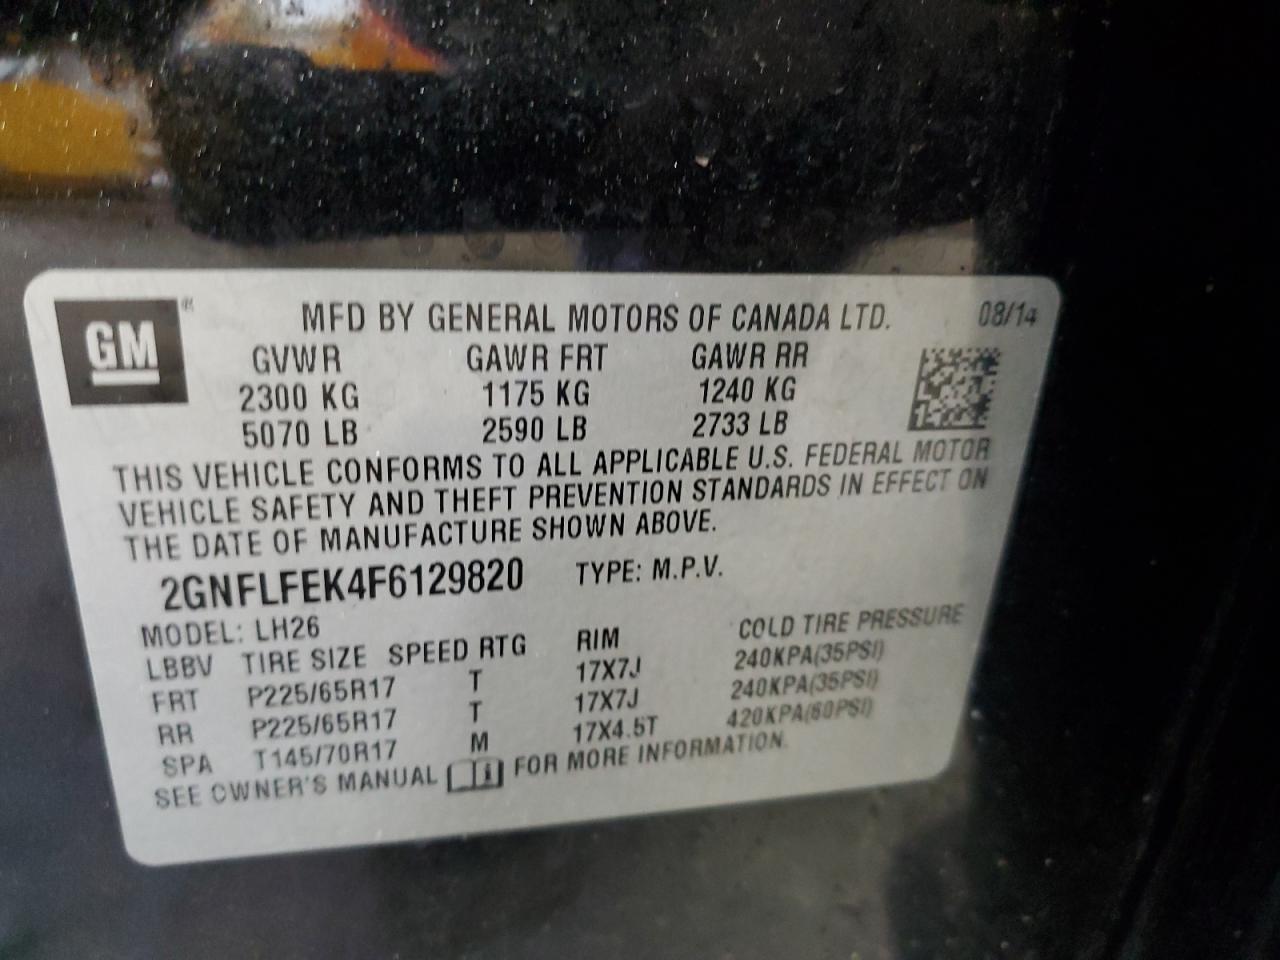 GM ®
MFD BY GENERAL MOTORS OF CANADA LTD. 08/14
GVWR GAWR FRT GAWR RR
2300 KG 1175 KG 1240 KG
5070 LB 2590 LB 2733 LB
THIS VEHICLE CONFORMS TO ALL APPLICABLE U.S. FEDERAL MOTOR
VEHICLE SAFETY AND THEFT PREVENTION STANDARDS IN EFFECT ON
THE DATE OF MANUFACTURE SHOWN ABOVE.
2GNFLFEK4F6129820 TYPE: M.P.V.
MODEL: LH26
LBBV TIRE SIZE SPEED RTG RIM COLD TIRE PRESSURE
FRT P225/65R17 T 17X7J 240KPA(35PSI)
RR P225/65R17 T 17X7J 240KPA(35PSI)
SPA T145/70R17 M 17X4.5T 420KPA(60PSI)
SEE OWNER'S MANUAL FOR MORE INFORMATION.